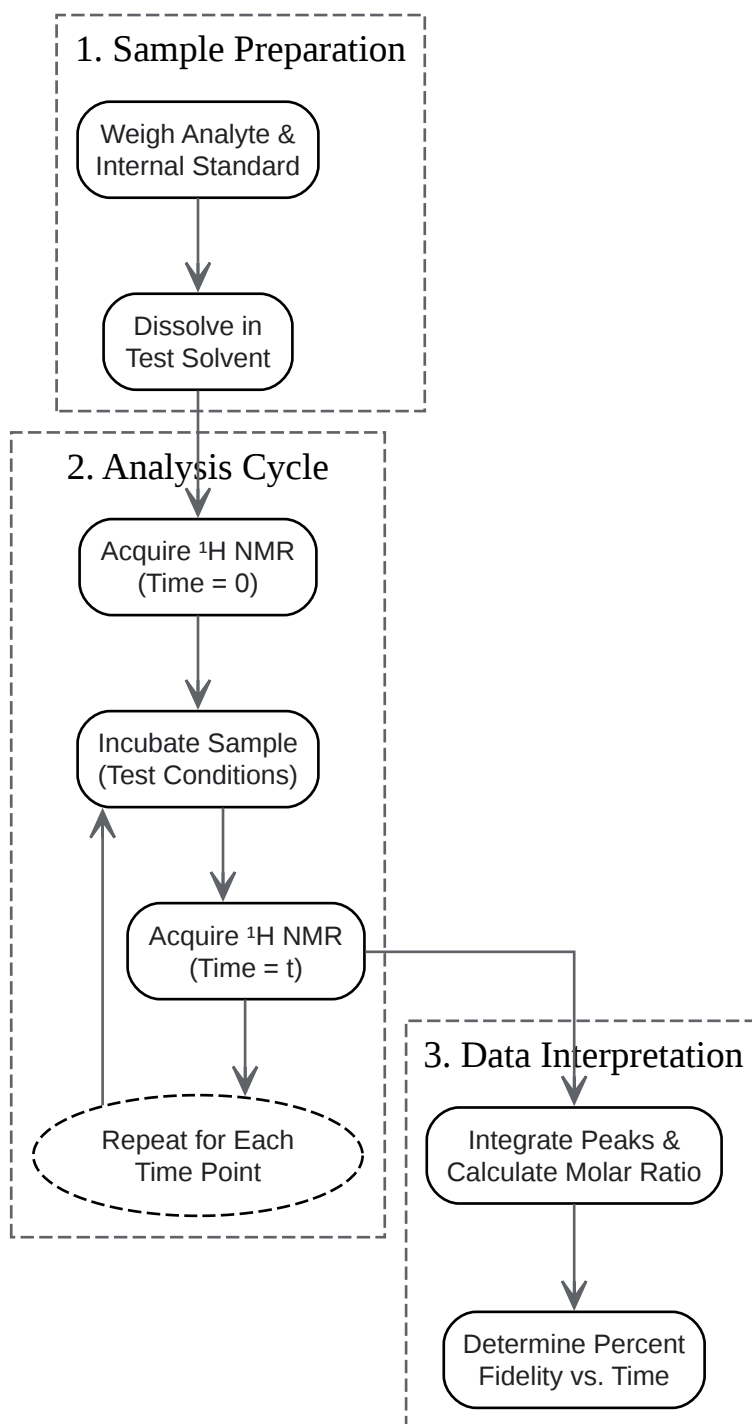 1. Sample Preparation
Weigh Analyte &
Internal Standard
Dissolve in
Test Solvent
2. Analysis Cycle
Acquire ¹H NMR
(Time = 0)
Incubate Sample
(Test Conditions)
Acquire ¹H NMR
(Time = t)
Repeat for Each
Time Point
3. Data Interpretation
Integrate Peaks &
Calculate Molar Ratio
Determine Percent
Fidelity vs. Time